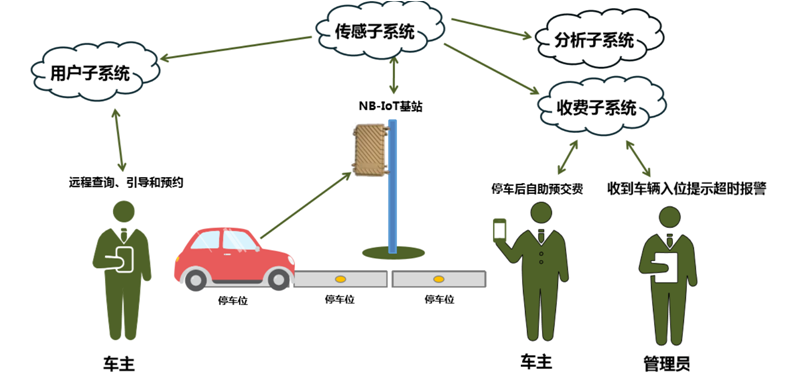 传感子系统
分析子系统
用户子系统
收费子系统
NB-IoT基站
远程查询、引导和预约
停车后自助预交费
收到车辆入位提示超时报警
停车位
停车位
停车位
车主
车主
管理员